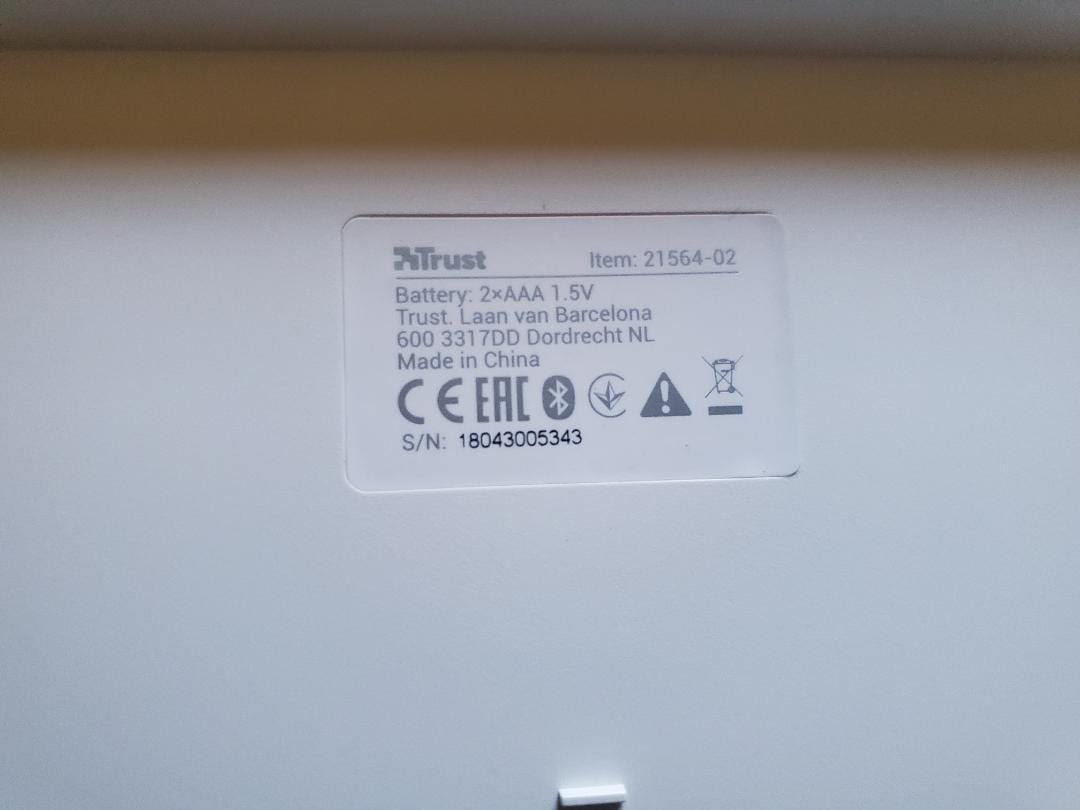 Trust Item: 21564-02
Battery: 2×AAA 1.5V
Trust. Laan van Barcelona
600 3317DD Dordrecht NL
Made in China
CE EAC
S/N: 18043005343